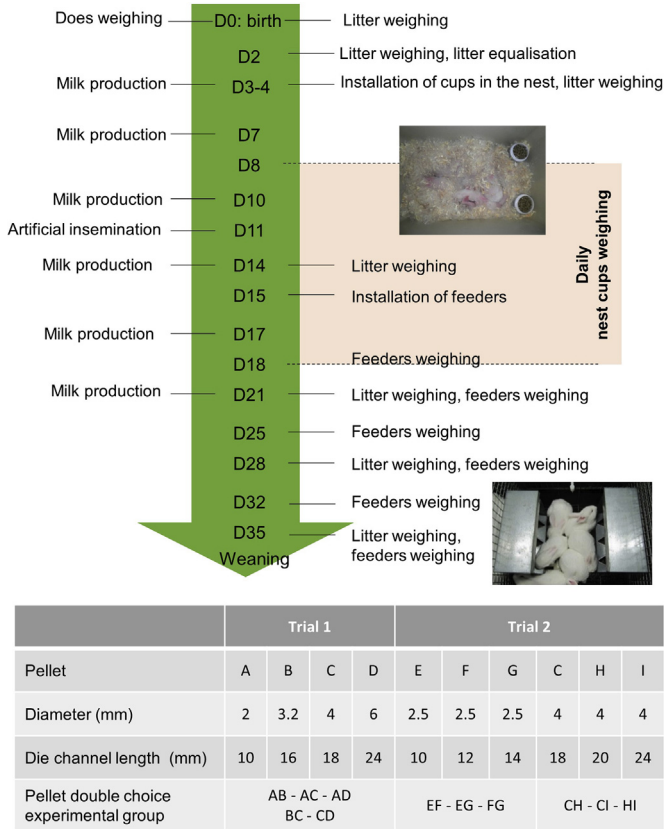 Does weighing D0: birth Litter weighing
D2 Litter weighing, litter equalisation
Milk production D3-4 Installation of cups in the nest, litter weighing
Milk production D7
D8
Milk production D10
Artificial insemination D11
Milk production D14 Litter weighing
D15 Installation of feeders
Milk production D17
D18 Feeders weighing
Daily
nest cups weighing
Milk production D21 Litter weighing, feeders weighing
D25 Feeders weighing
D28 Litter weighing, feeders weighing
D32 Feeders weighing
D35 Litter weighing,
Weaning feeders weighing
Trial 1 Trial 2
Pellet A B C D E F G C H I
Diameter (mm) 2 3.2 4 6 2.5 2.5 2.5 4 4 4
Die channel length (mm) 10 16 18 24 10 12 14 18 20 24
Pellet double choice
experimental group
AB - AC - AD
BC - CD
EF - EG - FG
CH - CI - HI